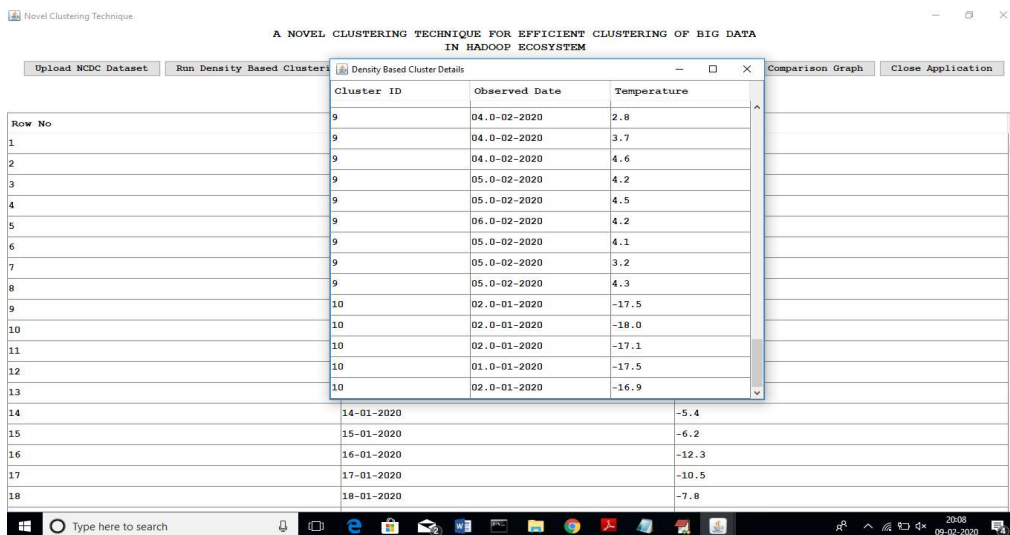 Novel Clustering Technique
A NOVEL CLUSTERING TECHNIQUE FOR EFFICIENT CLUSTERING OF BIG DATA
IN HADOOP ECOSYSTEM
Upload NCDC Dataset Run Density Based Clusteri Comparison Graph Close Application
Density Based Cluster Details
Cluster ID Observed Date Temperature
9 04.0-02-2020 2.8
9 04.0-02-2020 3.7
9 04.0-02-2020 4.6
9 05.0-02-2020 4.2
9 05.0-02-2020 4.5
9 06.0-02-2020 4.2
9 05.0-02-2020 4.1
9 05.0-02-2020 3.2
9 05.0-02-2020 4.3
10 02.0-01-2020 -17.5
10 02.0-01-2020 -18.0
10 02.0-01-2020 -17.1
10 01.0-01-2020 -17.5
10 02.0-01-2020 -16.9
Row No
1
2
3
4
5
6
7
8
9
10
11
12
13
14 14-01-2020 -5.4
15 15-01-2020 -6.2
16 16-01-2020 -12.3
17 17-01-2020 -10.5
18 18-01-2020 -7.8
Type here to search
20:08
09-02-2020